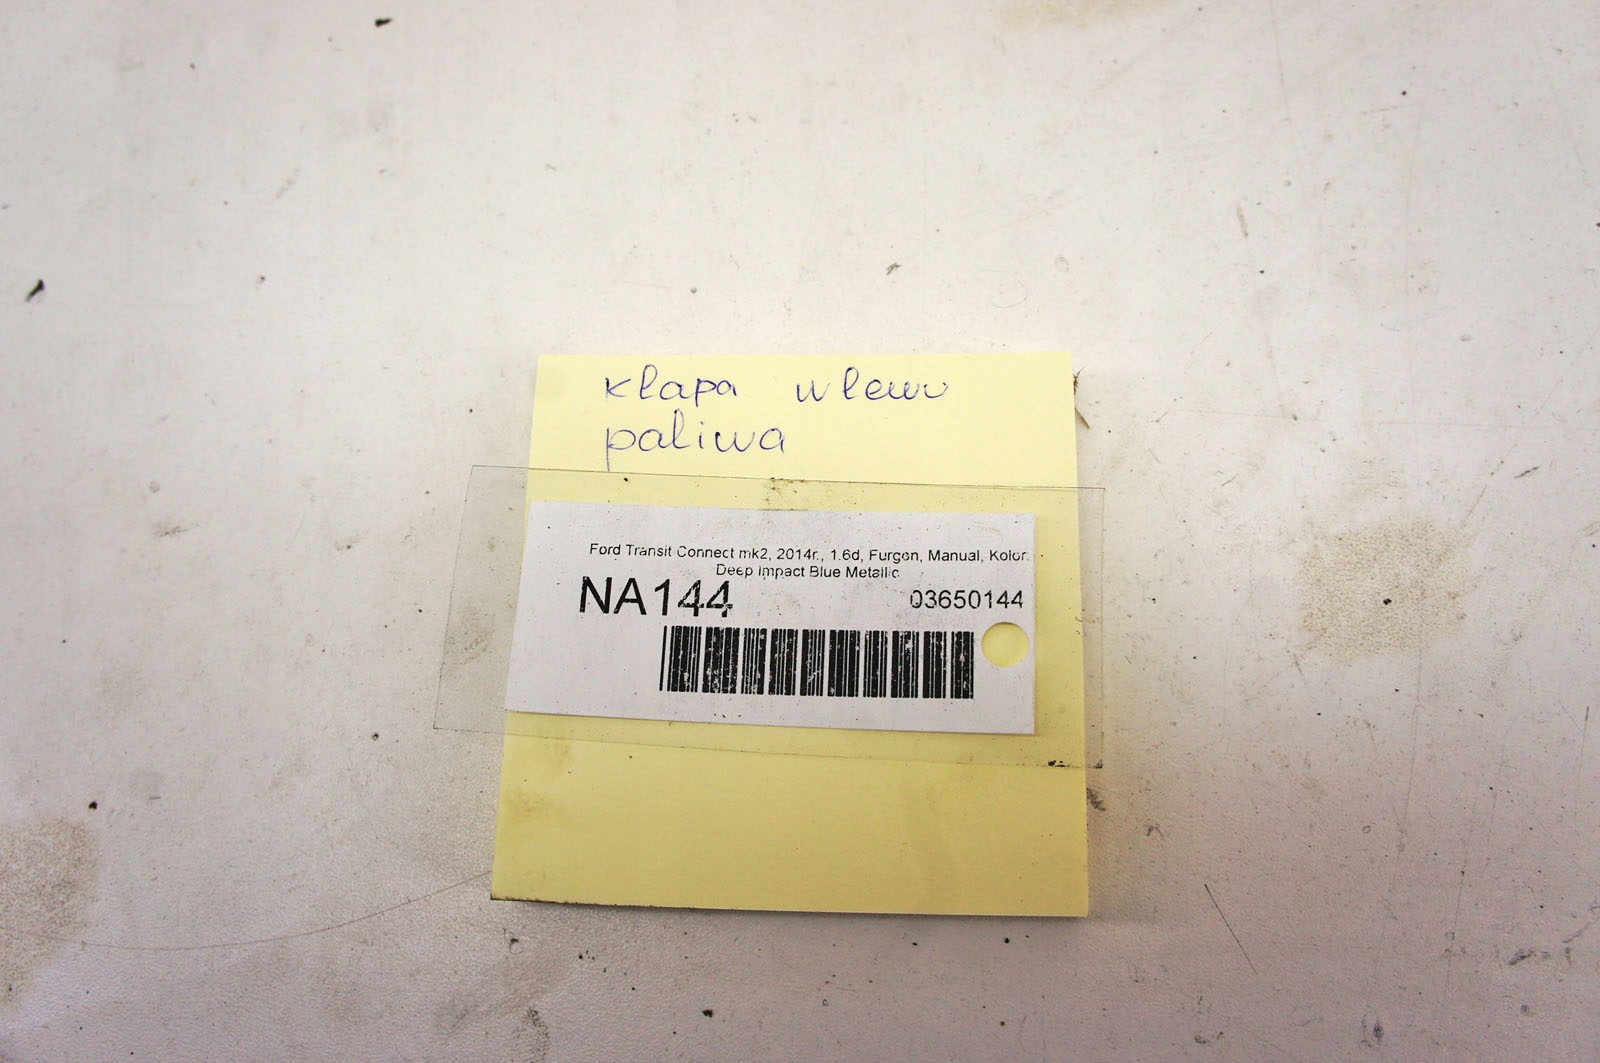 klapa wlewu
paliwa
Ford Transit Connect mk2, 2014r., 1.6d, Furgon, Manual, Kolor:
Deep Impact Blue Metallic
NA144 03650144